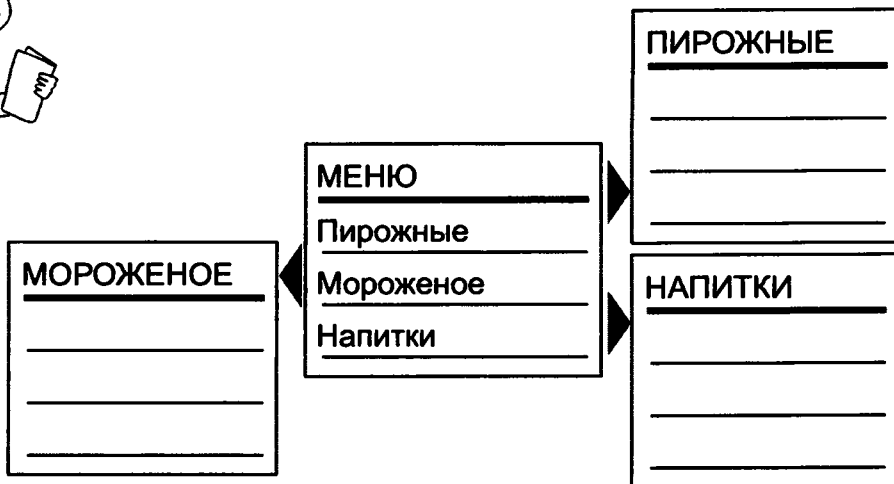 ПИРОЖНЫЕ
МЕНЮ
Пирожные
Мороженое
Напитки
МОРОЖЕНОЕ
НАПИТКИ